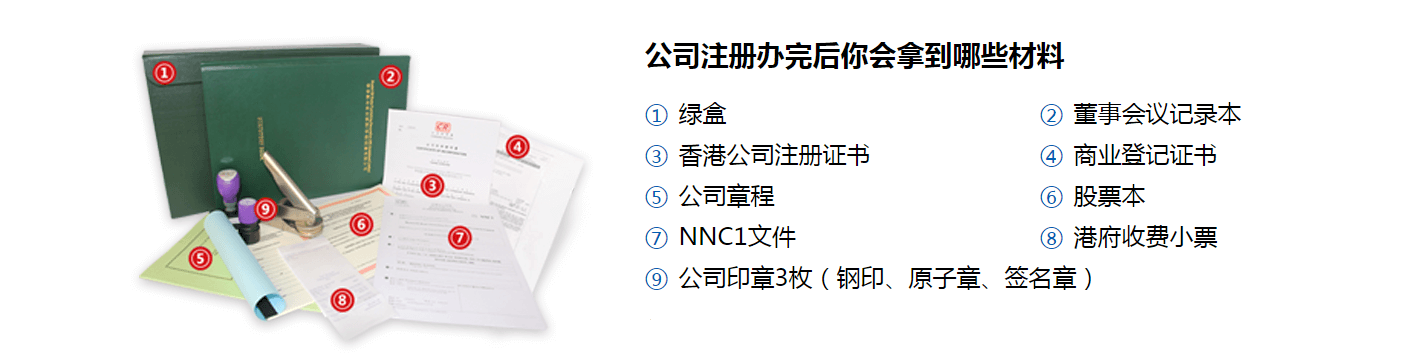 公司注册办完后你会拿到哪些材料
① 绿盒
② 董事会议记录本
③ 香港公司注册证书
④ 商业登记证书
⑤ 公司章程
⑥ 股票本
⑦ NNC1文件
⑧ 港府收费小票
⑨ 公司印章3枚（钢印、原子章、签名章）
①
②
④
③
⑨
⑥
⑦
⑤
⑧